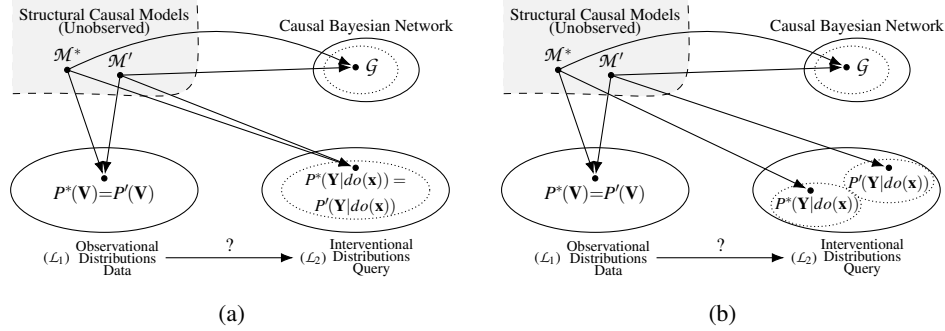 Structural Causal Models
(Unobserved)
Causal Bayesian Network
ℳ*
ℳ′
𝒢
P*(V)=P′(V)
P*(Y|do(x)) =
P′(Y|do(x))
(ℒ₁) Observational
Distributions
Data
?
(ℒ₂) Interventional
Distributions
Query
(a)
Structural Causal Models
(Unobserved)
Causal Bayesian Network
ℳ*
ℳ′
𝒢
P*(V)=P′(V)
P′(Y|do(x))
P*(Y|do(x))
(ℒ₁) Observational
Distributions
Data
?
(ℒ₂) Interventional
Distributions
Query
(b)